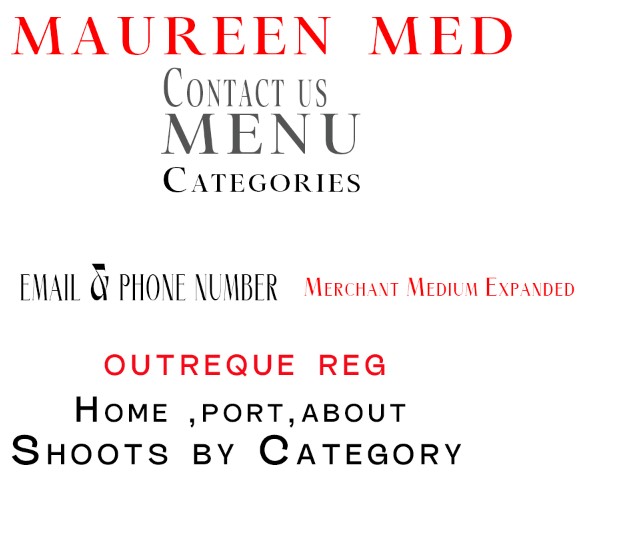 MAUREEN MED
CONTACT US
MENU
CATEGORIES
EMAIL & PHONE NUMBER MERCHANT MEDIUM EXPANDED
OUTREQUE REG
HOME ,PORT,ABOUT
SHOOTS BY CATEGORY